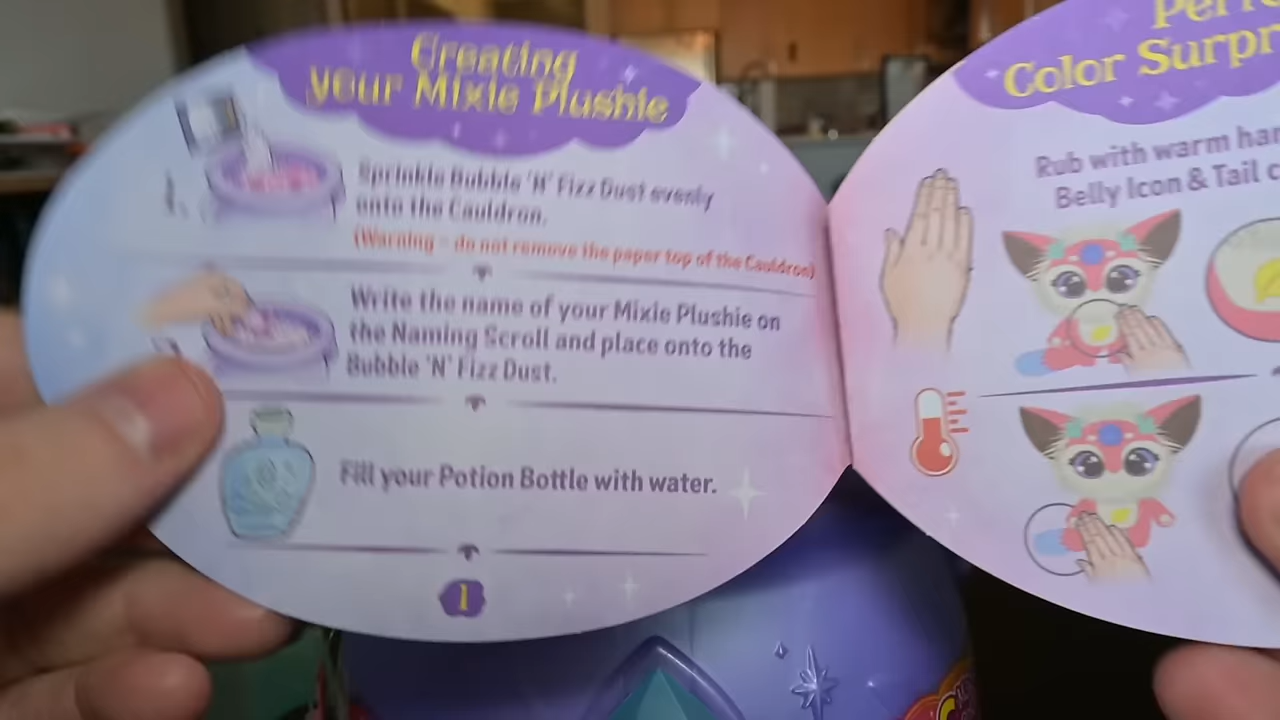 Creating
your Mixie Plushie
Sprinkle Bubble 'N' Fizz Dust evenly
onto the Cauldron.
(Warning - do not remove the paper top of the Cauldron)
Write the name of your Mixie Plushie on
the Naming Scroll and place onto the
Bubble 'N' Fizz Dust.
Fill your Potion Bottle with water.
1
Color
Rub with warm
Belly Icon & Tail